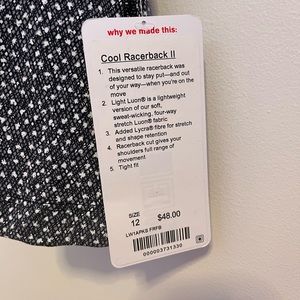 why we made this:
Cool Racerback II
1. This versatile racerback was
designed to stay put—and out
of your way—when you're on the
move
2. Light Luon® is a lightweight
version of our soft,
sweat-wicking, four-way
stretch Luon® fabric
3. Added Lycra® fibre for stretch
and shape retention
4. Racerback cut gives your
shoulders full range of
movement
5. Tight fit
SIZE
12
$48.00
LW1APKS FRFB
000003731330